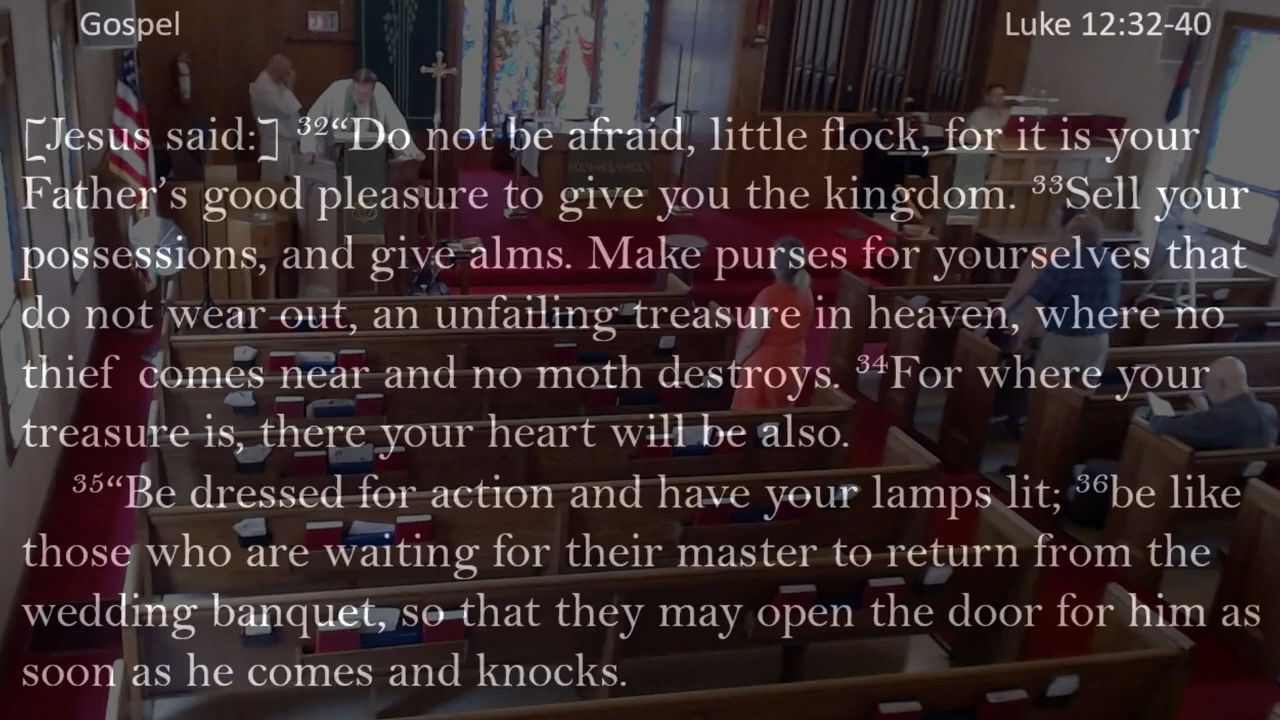 Gospel
Luke 12:32-40
[Jesus said:] 32“Do not be afraid, little flock, for it is your
Father’s good pleasure to give you the kingdom. 33Sell your
possessions, and give alms. Make purses for yourselves that
do not wear out, an unfailing treasure in heaven, where no
thief comes near and no moth destroys. 34For where your
treasure is, there your heart will be also.
35“Be dressed for action and have your lamps lit; 36be like
those who are waiting for their master to return from the
wedding banquet, so that they may open the door for him as
soon as he comes and knocks.
HOLY·HOLY·HOLY